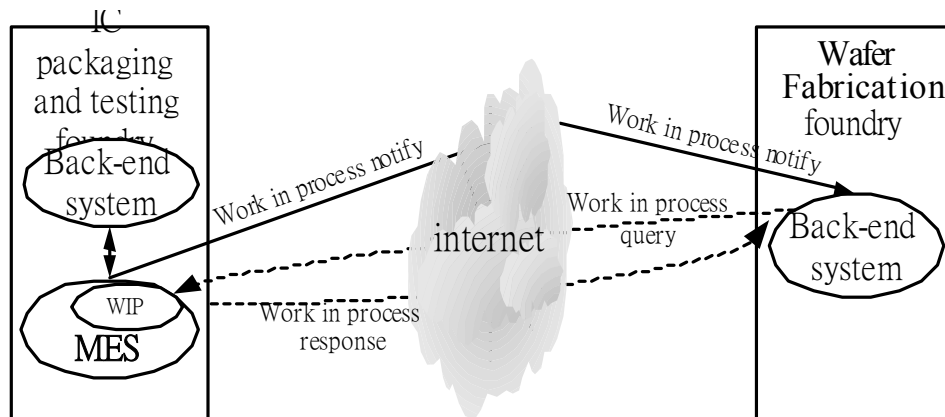 IC
packaging
and testing
foundry
Back-end
system
WIP
MES
Work in process notify
internet
Work in process notify
Work in process
query
Work in process
response
Wafer
Fabrication
foundry
Back-end
system